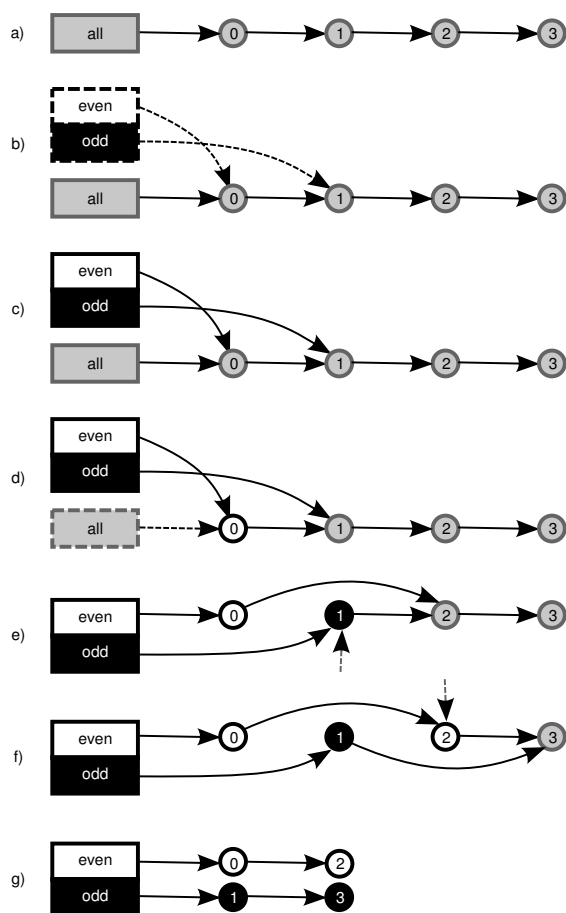 a) all 0 1 2 3
even
b) odd
all 0 1 2 3
even
c) odd
all 0 1 2 3
even
d) odd
all 0 1 2 3
even 0 1 2 3
e) odd
even 0 1 2 3
f) odd
even 0 2
g) odd 1 3